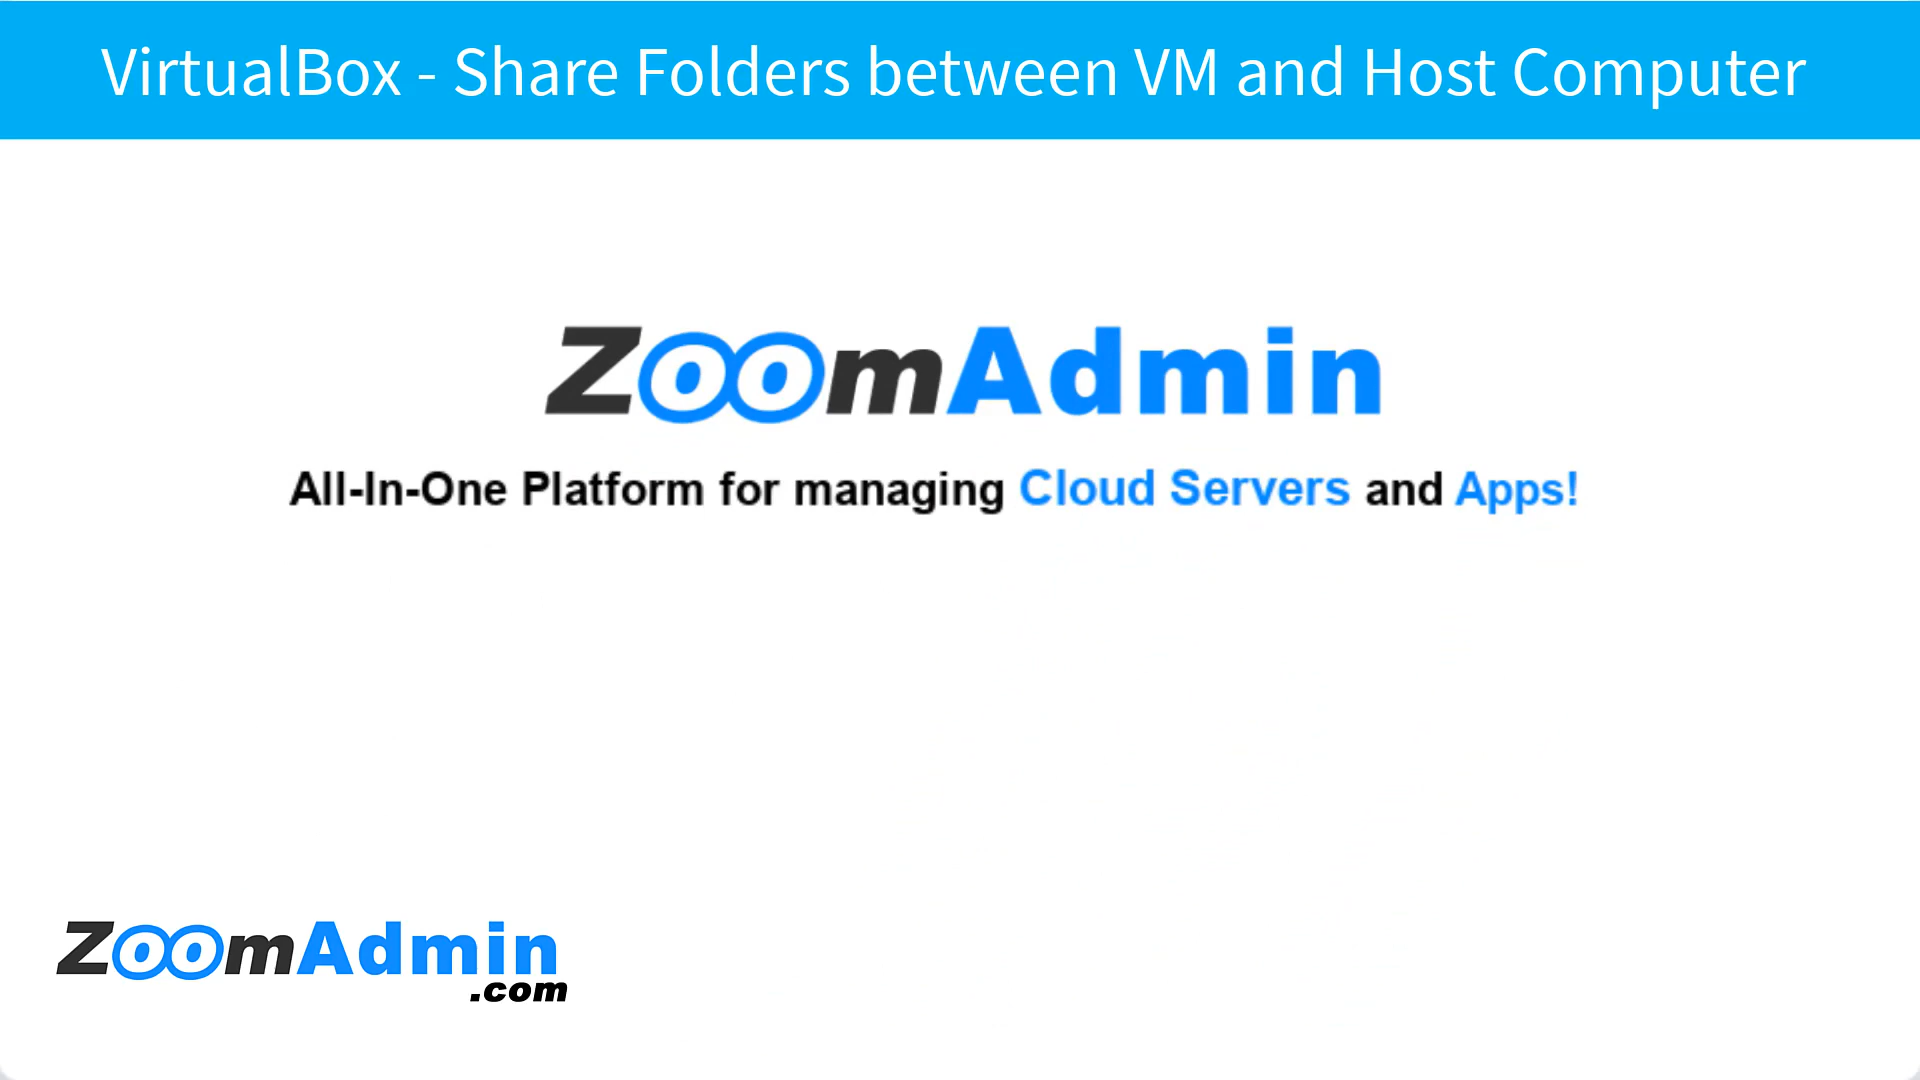 VirtualBox - Share Folders between VM and Host Computer
ZoomAdmin
All-In-One Platform for managing Cloud Servers and Apps!
ZoomAdmin
.com